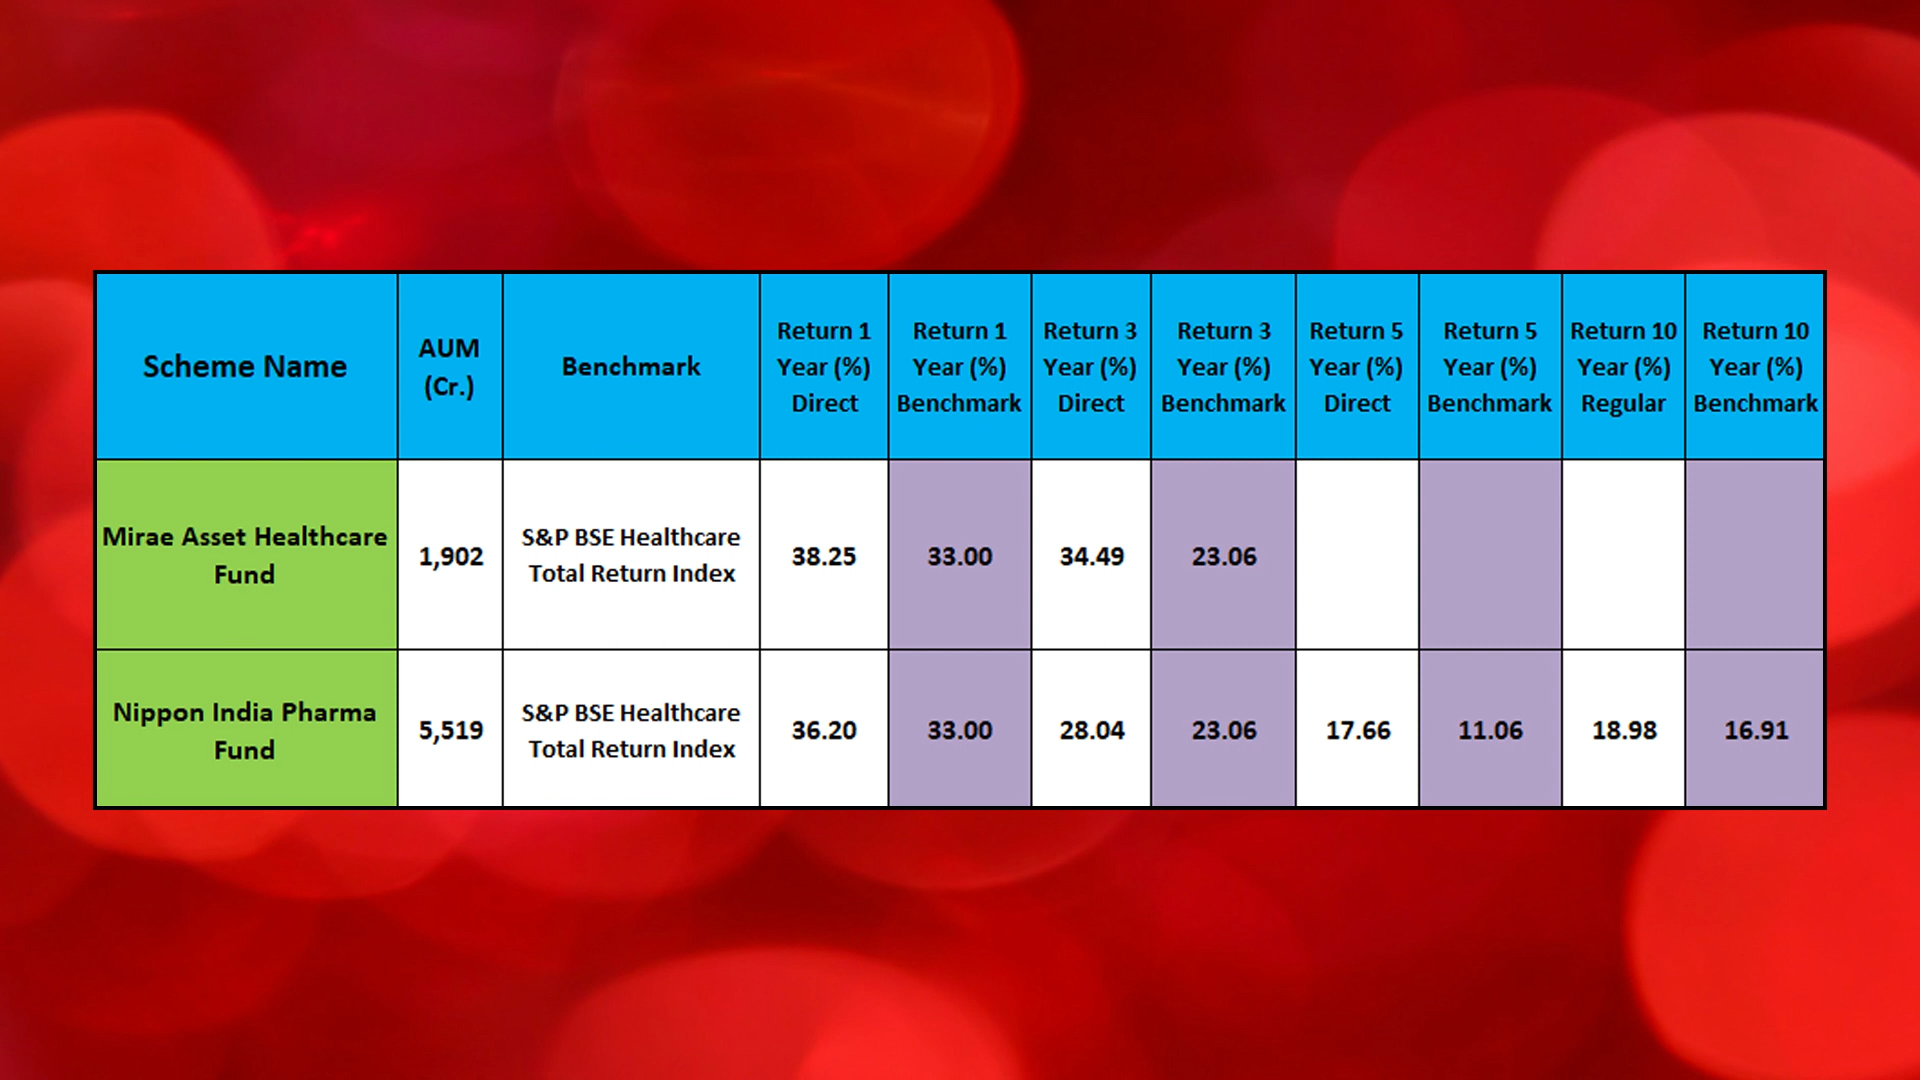 Scheme Name
AUM
(Cr.)
Benchmark
Return 1
Year (%)
Direct
Return 1
Year (%)
Benchmark
Return 3
Year (%)
Direct
Return 3
Year (%)
Benchmark
Return 5
Year (%)
Direct
Return 5
Year (%)
Benchmark
Return 10
Year (%)
Regular
Return 10
Year (%)
Benchmark
Mirae Asset Healthcare
Fund
1,902
S&P BSE Healthcare
Total Return Index
38.25
33.00
34.49
23.06
Nippon India Pharma
Fund
5,519
S&P BSE Healthcare
Total Return Index
36.20
33.00
28.04
23.06
17.66
11.06
18.98
16.91